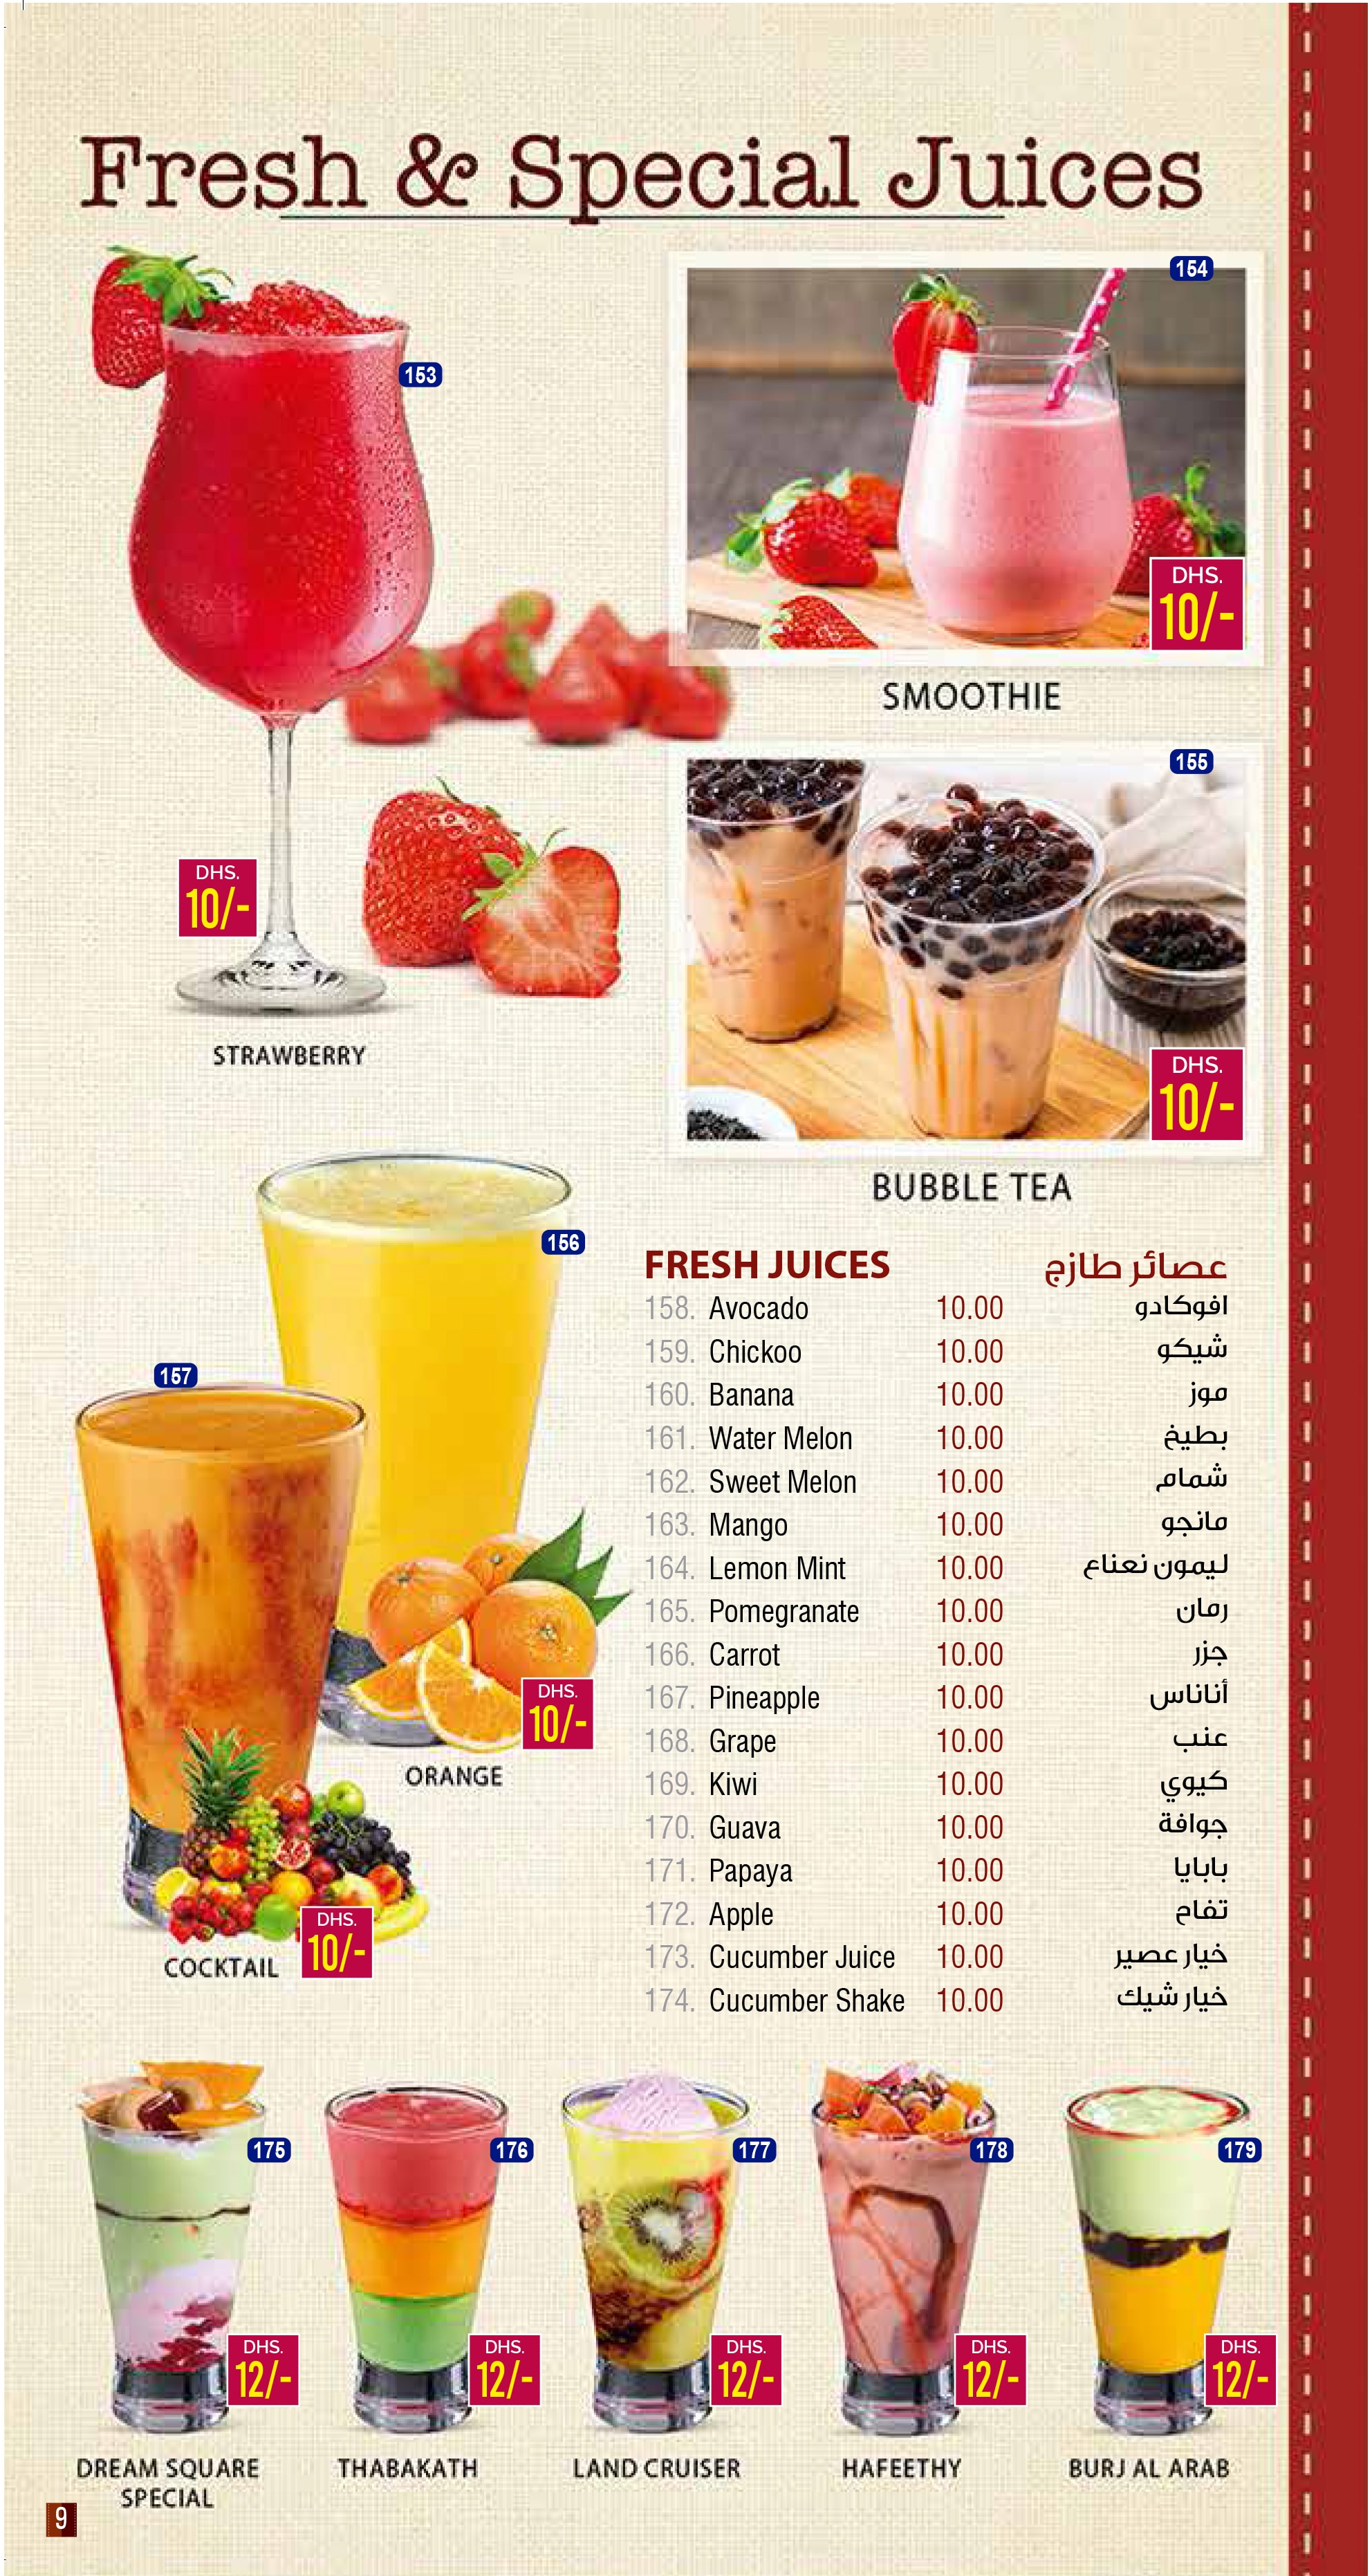 Fresh & Special Juices
153
DHS.
10/-
STRAWBERRY
154
DHS.
10/-
SMOOTHIE
155
DHS.
10/-
BUBBLE TEA
156
DHS.
10/-
ORANGE
157
DHS.
10/-
COCKTAIL
FRESH JUICES عصائر طازج
158. Avocado 10.00 افوكادو
159. Chickoo 10.00 شيكو
160. Banana 10.00 موز
161. Water Melon 10.00 بطيخ
162. Sweet Melon 10.00 شمام
163. Mango 10.00 مانجو
164. Lemon Mint 10.00 ليمون نعناع
165. Pomegranate 10.00 رمان
166. Carrot 10.00 جزر
167. Pineapple 10.00 أناناس
168. Grape 10.00 عنب
169. Kiwi 10.00 كيوي
170. Guava 10.00 جوافة
171. Papaya 10.00 بابايا
172. Apple 10.00 تفاح
173. Cucumber Juice 10.00 خيار عصير
174. Cucumber Shake 10.00 خيار شيك
175
DHS.
12/-
DREAM SQUARE
SPECIAL
176
DHS.
12/-
THABAKATH
177
DHS.
12/-
LAND CRUISER
178
DHS.
12/-
HAFEETHY
179
DHS.
12/-
BURJ AL ARAB
9